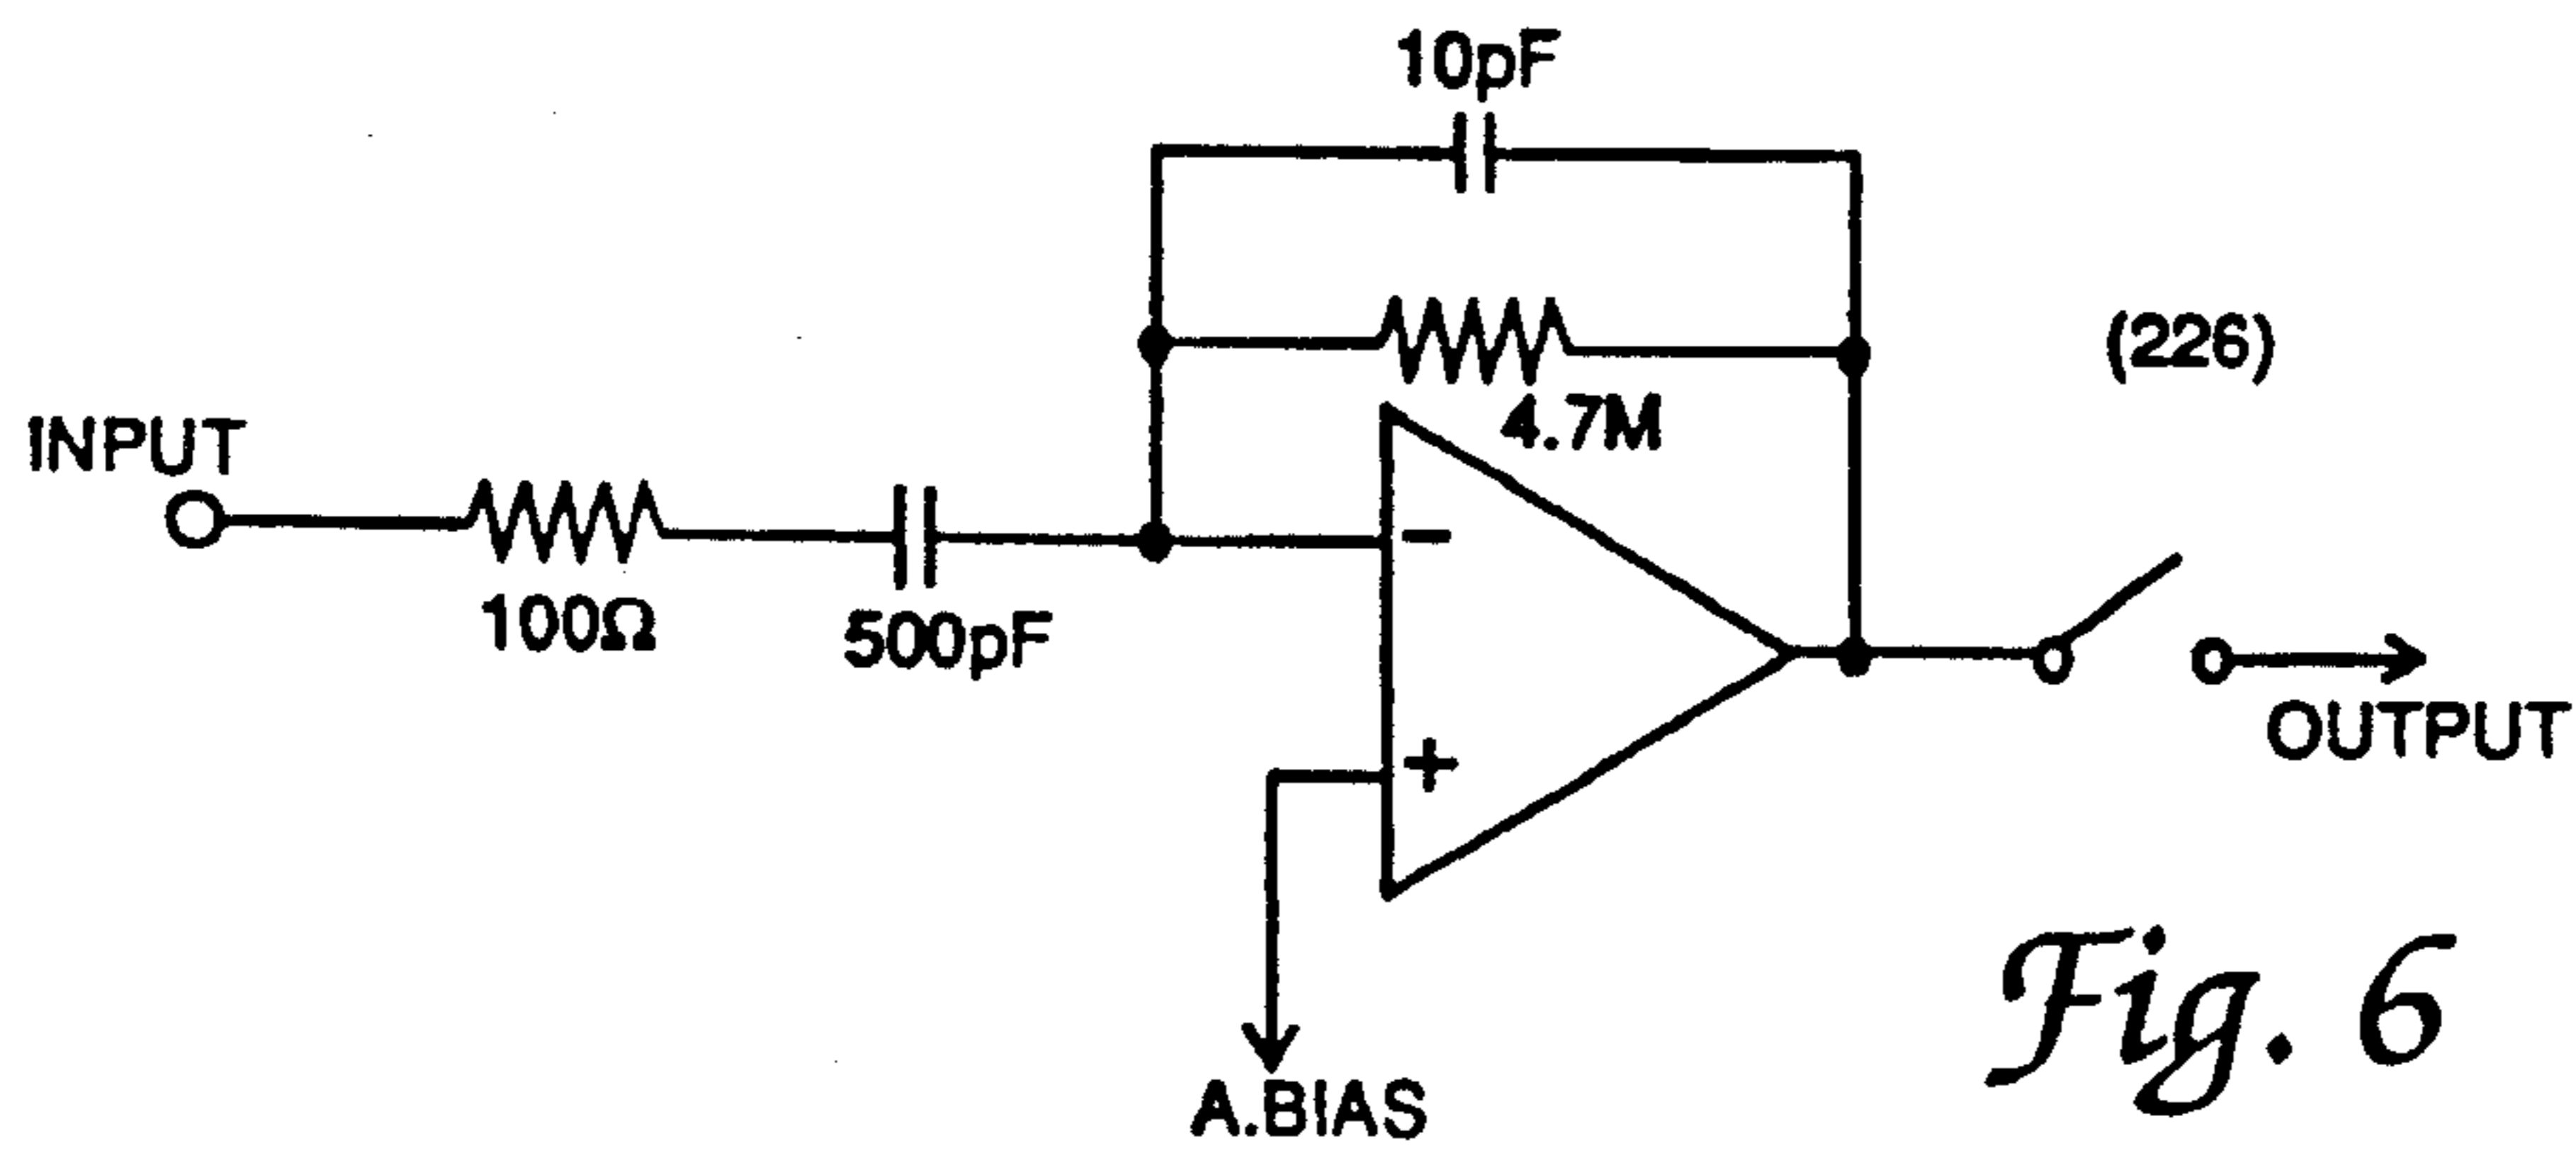 10pF
4.7M
(226)
INPUT
100Ω
500pF
−
+
OUTPUT
A.BIAS
Fig. 6